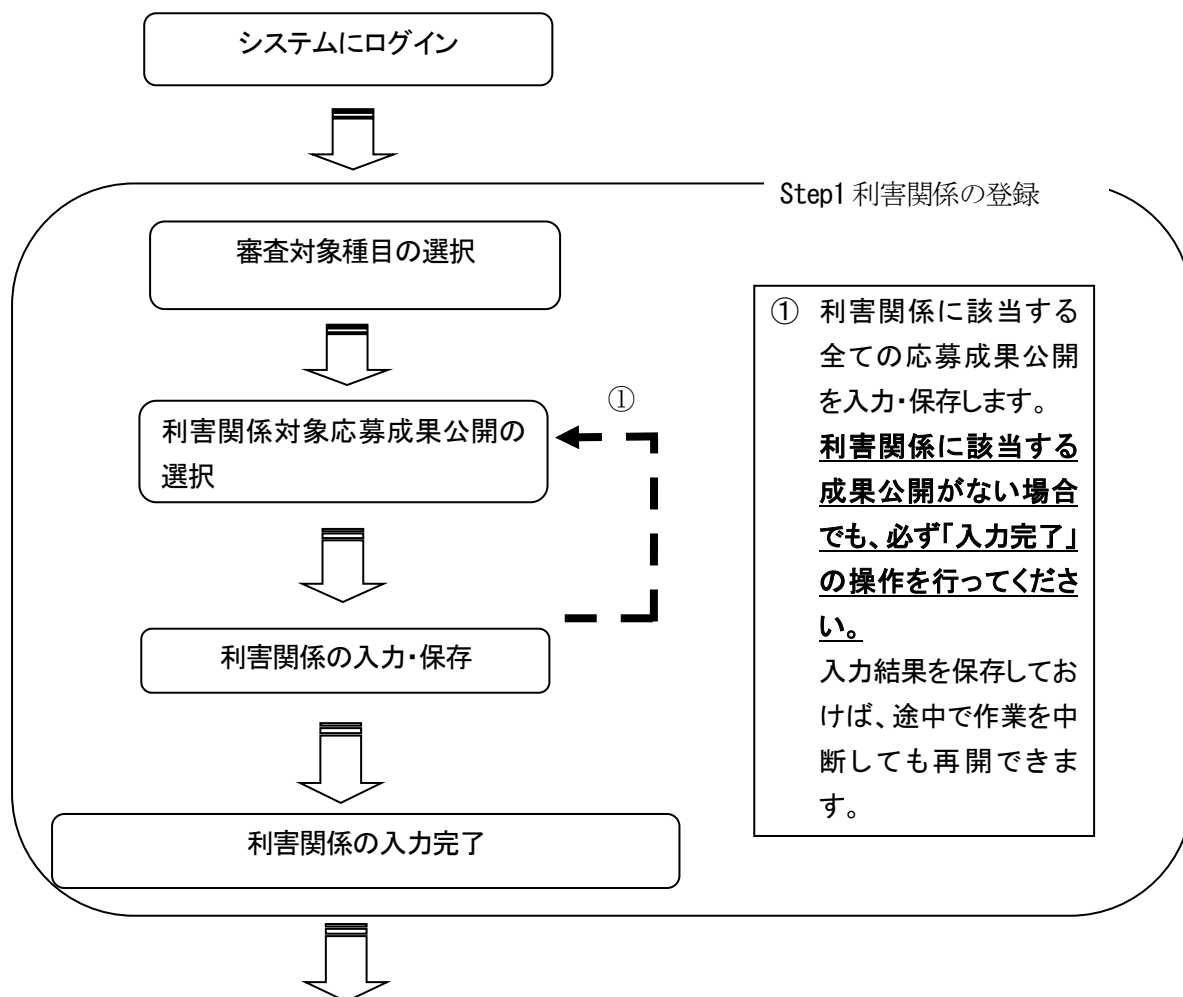 システムにログイン
Step1 利害関係の登録
審査対象種目の選択
利害関係対象応募成果公開の
選択
①
利害関係の入力・保存
利害関係の入力完了
① 利害関係に該当する
全ての応募成果公開
を入力・保存します。
利害関係に該当する
成果公開がない場合
でも、必ず「入力完了」
の操作を行ってくださ
い。
入力結果を保存してお
けば、途中で作業を中
断しても再開できま
す。